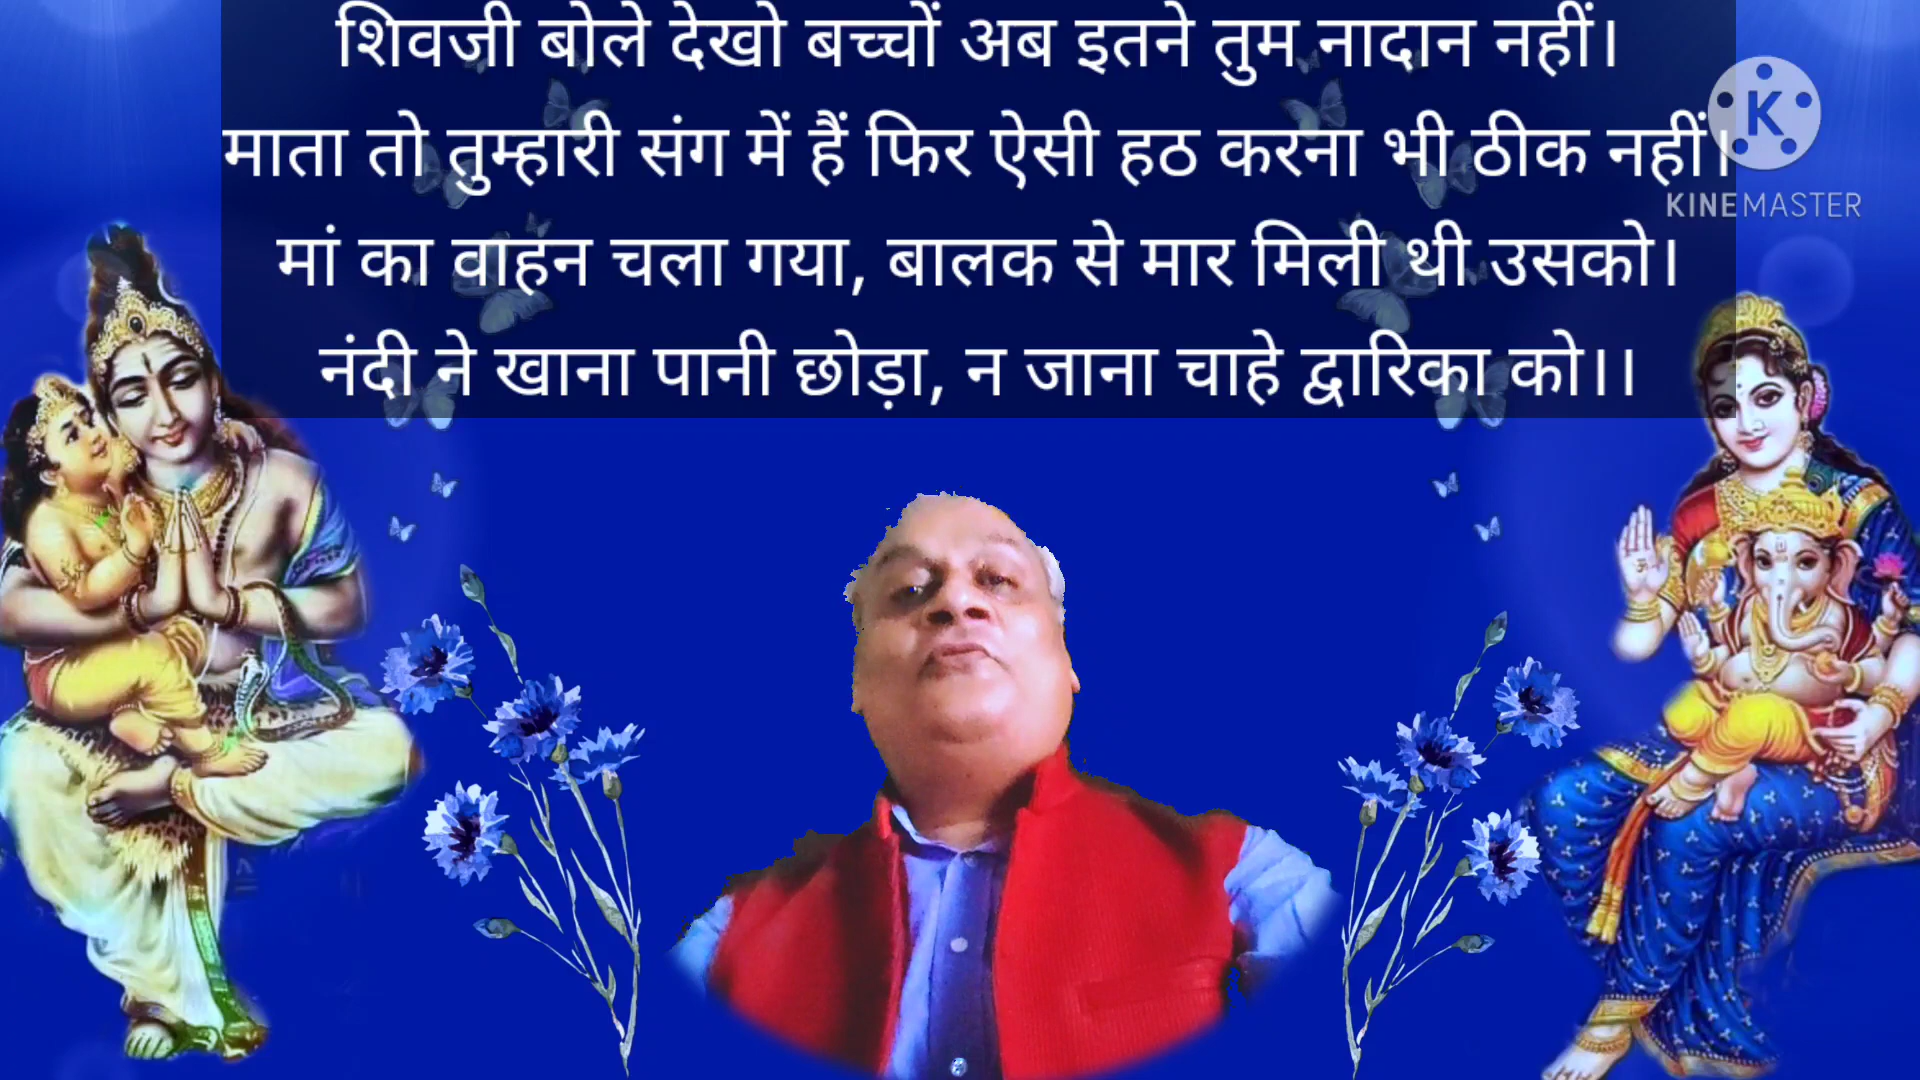 शिवजी बोले देखो बच्चों अब इतने तुम नादान नहीं।
माता तो तुम्हारी संग में हैं फिर ऐसी हठ करना भी ठीक नहीं।
मां का वाहन चला गया, बालक से मार मिली थी उसको।
नंदी ने खाना पानी छोड़ा, न जाना चाहे द्वारिका को।।
K
KINEMASTER